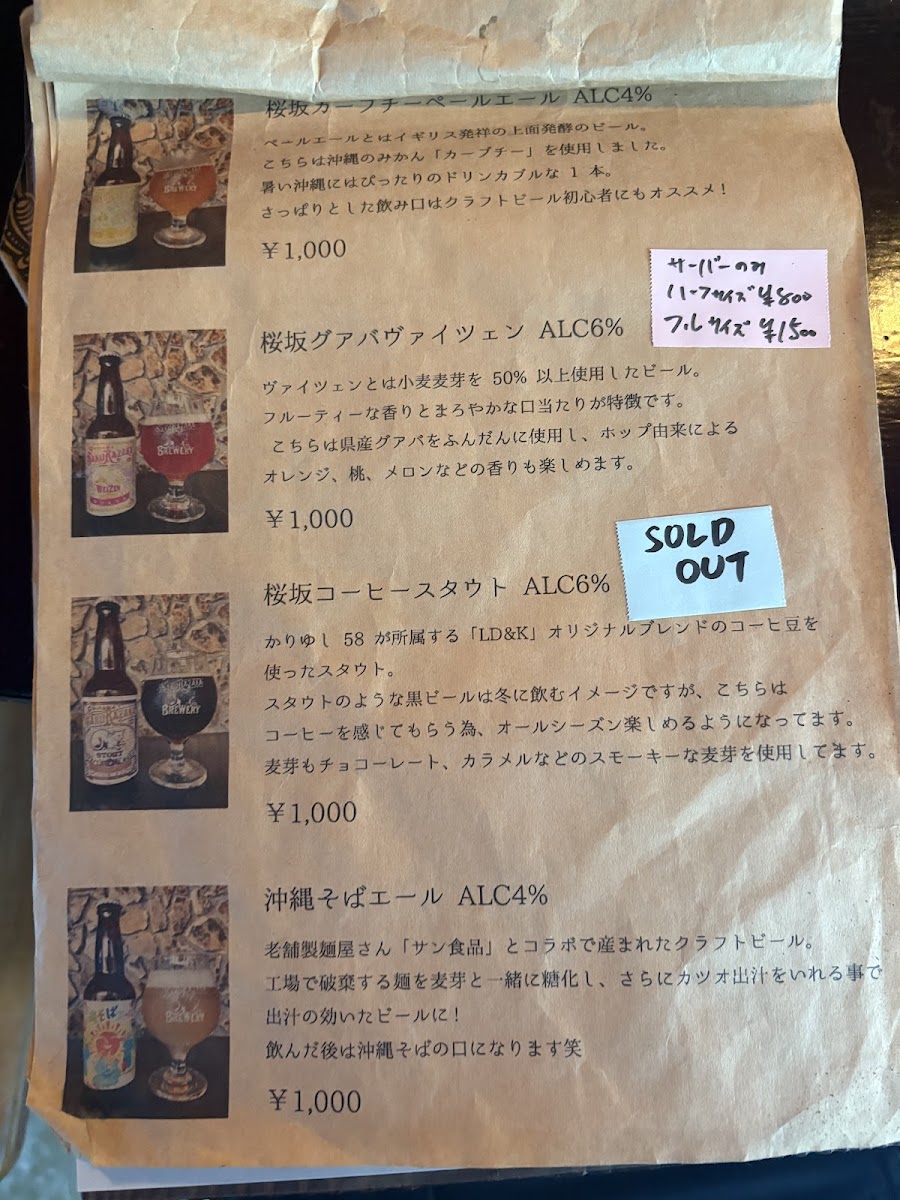 桜坂カーブチーペールエール ALC4%
ペールエールとはイギリス発祥の上面発酵のビール。
こちらは沖縄のみかん「カーブチー」を使用しました。
暑い沖縄にはぴったりのドリンカブルな 1 本。
さっぱりとした飲み口はクラフトビール初心者にもオススメ！
￥1,000
サーバーのみ
ハーフサイズ ¥800
フルサイズ ¥1500
桜坂グアバヴァイツェン ALC6%
ヴァイツェンとは小麦麦芽を 50% 以上使用したビール。
フルーティーな香りとまろやかな口当たりが特徴です。
こちらは県産グアバをふんだんに使用し、ホップ由来による
オレンジ、桃、メロンなどの香りも楽しめます。
￥1,000
SOLD
OUT
桜坂コーヒースタウト ALC6%
かりゆし 58 が所属する「LD&K」オリジナルブレンドのコーヒ豆を
使ったスタウト。
スタウトのような黒ビールは冬に飲むイメージですが、こちらは
コーヒーを感じてもらう為、オールシーズン楽しめるようになってます。
麦芽もチョコーレート、カラメルなどのスモーキーな麦芽を使用してます。
￥1,000
沖縄そばエール ALC4%
老舗製麺屋さん「サン食品」とコラボで産まれたクラフトビール。
工場で破棄する麺を麦芽と一緒に糖化し、さらにカツオ出汁をいれる事で
出汁の効いたビールに！
飲んだ後は沖縄そばの口になります笑
￥1,000
BREWERY
BREWERY
SAKURAZAKA
WEIZEN
BREWERY
STOUT
BREWERY
そば